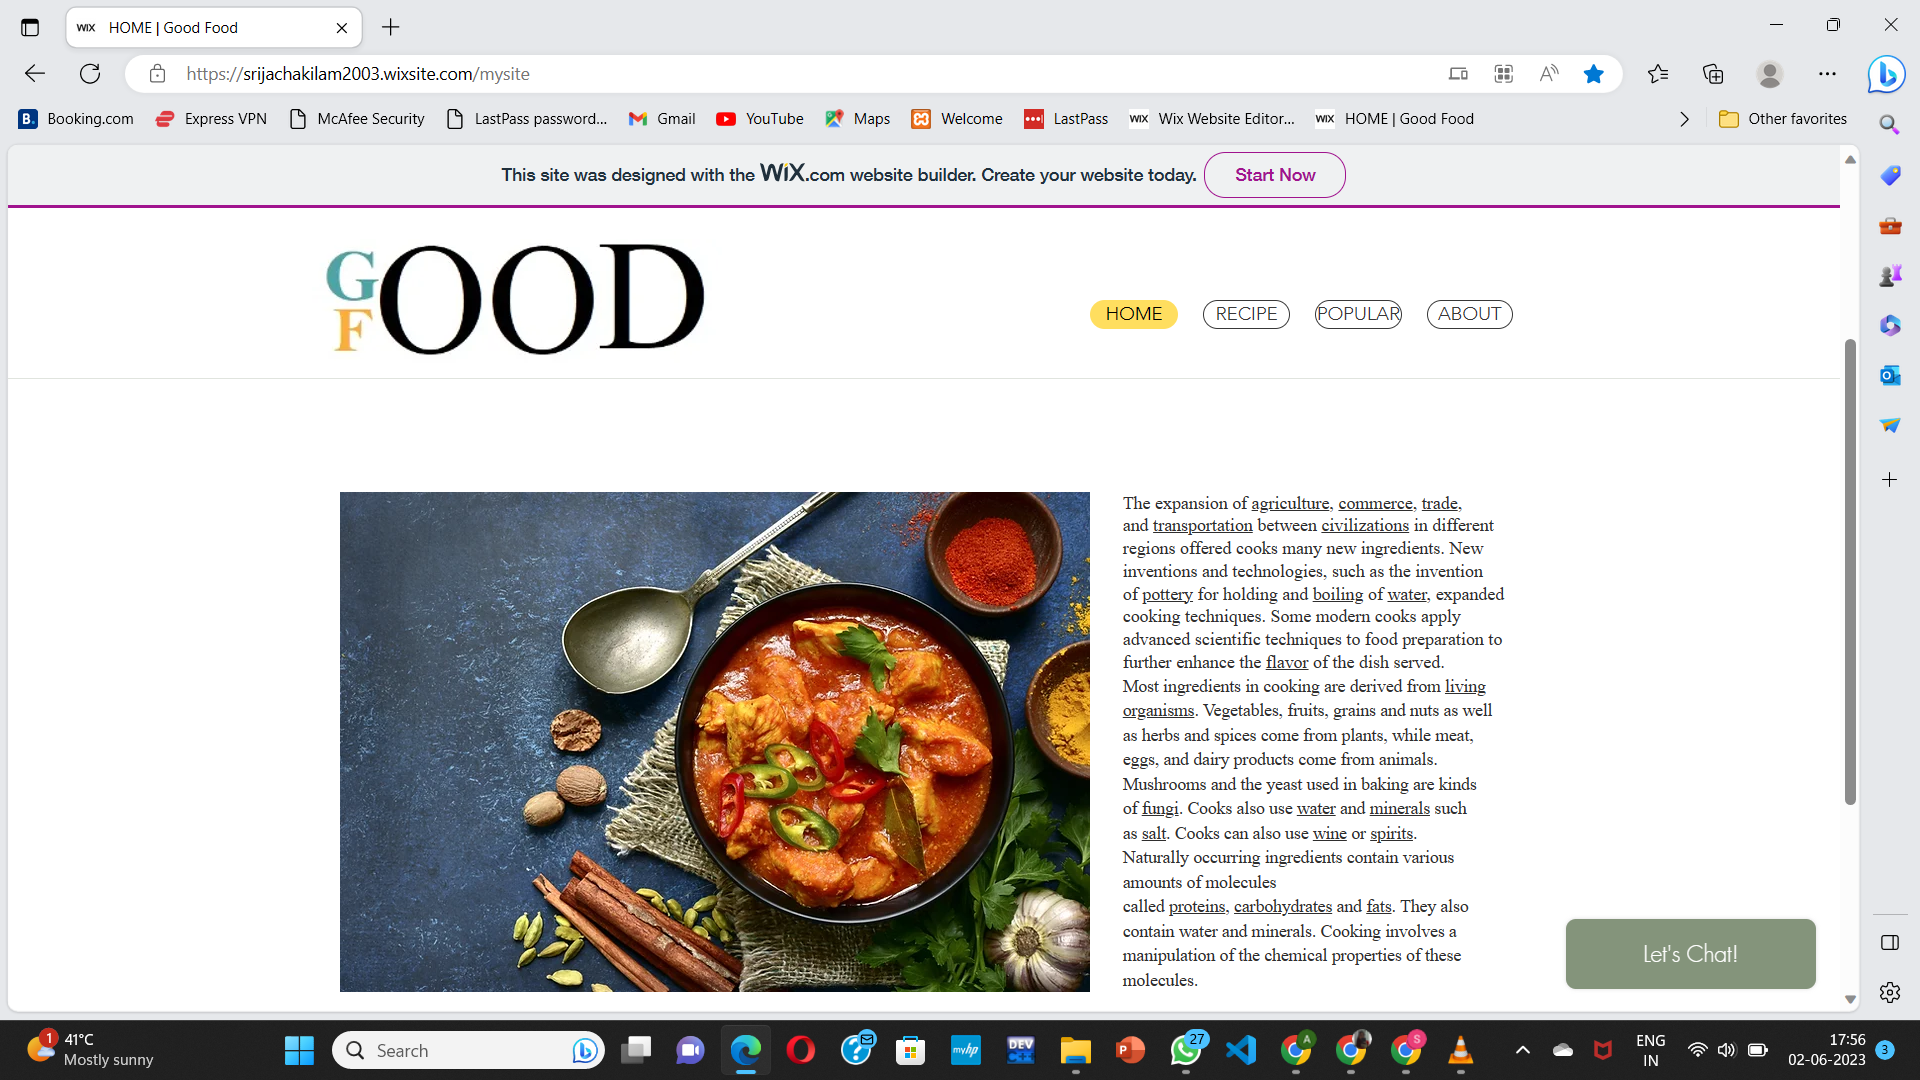 WIX HOME | Good Food
https://srijachakilam2003.wixsite.com/mysite
B. Booking.com Express VPN McAfee Security LastPass password... Gmail YouTube Maps Welcome LastPass WIX Wix Website Editor... WIX HOME | Good Food Other favorites
This site was designed with the WiX.com website builder. Create your website today. Start Now
GOOD
F
HOME RECIPE POPULAR ABOUT
The expansion of agriculture, commerce, trade,
and transportation between civilizations in different
regions offered cooks many new ingredients. New
inventions and technologies, such as the invention
of pottery for holding and boiling of water, expanded
cooking techniques. Some modern cooks apply
advanced scientific techniques to food preparation to
further enhance the flavor of the dish served.
Most ingredients in cooking are derived from living
organisms. Vegetables, fruits, grains and nuts as well
as herbs and spices come from plants, while meat,
eggs, and dairy products come from animals.
Mushrooms and the yeast used in baking are kinds
of fungi. Cooks also use water and minerals such
as salt. Cooks can also use wine or spirits.
Naturally occurring ingredients contain various
amounts of molecules
called proteins, carbohydrates and fats. They also
contain water and minerals. Cooking involves a
manipulation of the chemical properties of these
molecules.
Let's Chat!
1 41°C
Mostly sunny
Search
myhp
DEV
C++
27
A
S
ENG
IN
17:56
02-06-2023
3